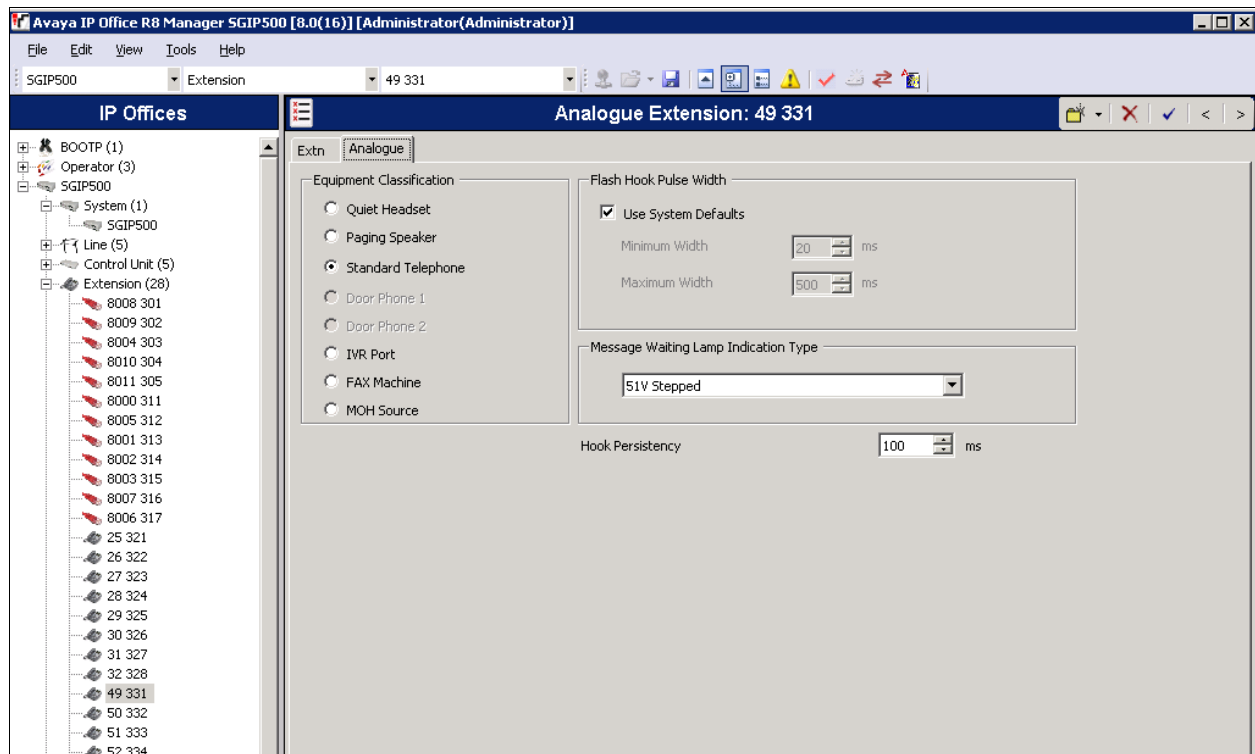 Avaya IP Office R8 Manager SGIP500 [8.0(16)] [Administrator(Administrator)]
File Edit View Tools Help
SGIP500 Extension 49 331
IP Offices
BOOTP (1)
Operator (3)
SGIP500
System (1)
SGIP500
Line (5)
Control Unit (5)
Extension (28)
8008 301
8009 302
8004 303
8010 304
8011 305
8000 311
8005 312
8001 313
8002 314
8003 315
8007 316
8006 317
25 321
26 322
27 323
28 324
29 325
30 326
31 327
32 328
49 331
50 332
51 333
52 334
Analogue Extension: 49 331
Extn Analogue
Equipment Classification
Quiet Headset
Paging Speaker
Standard Telephone
Door Phone 1
Door Phone 2
IVR Port
FAX Machine
MOH Source
Flash Hook Pulse Width
Use System Defaults
Minimum Width 20 ms
Maximum Width 500 ms
Message Waiting Lamp Indication Type
51V Stepped
Hook Persistency 100 ms